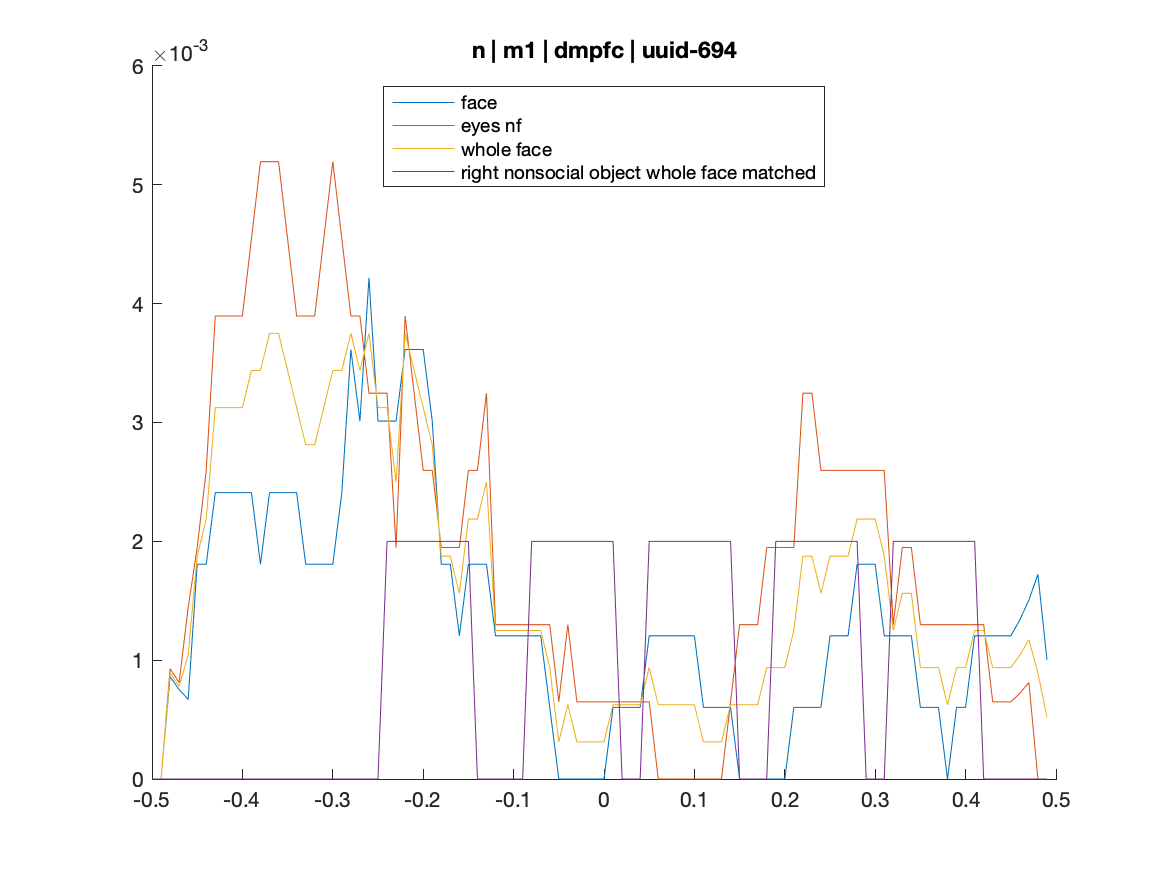 ×10-3
n | m1 | dmpfc | uuid-694
6
5
4
3
2
1
0
face
eyes nf
whole face
right nonsocial object whole face matched
-0.5 -0.4 -0.3 -0.2 -0.1 0 0.1 0.2 0.3 0.4 0.5